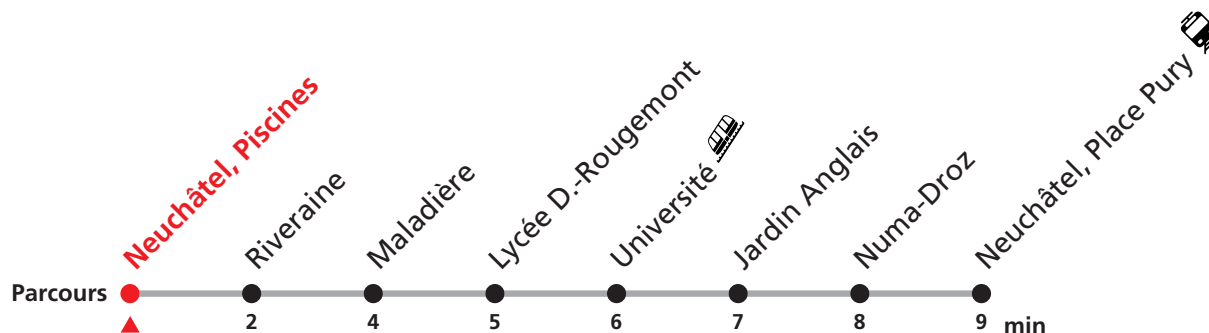 Neuchâtel, Piscines
Riveraine
Maladière
Lycée D.-Rougemont
Université
Jardin Anglais
Numa-Droz
Neuchâtel, Place Pury
Parcours
2 4 5 6 7 8 9 min